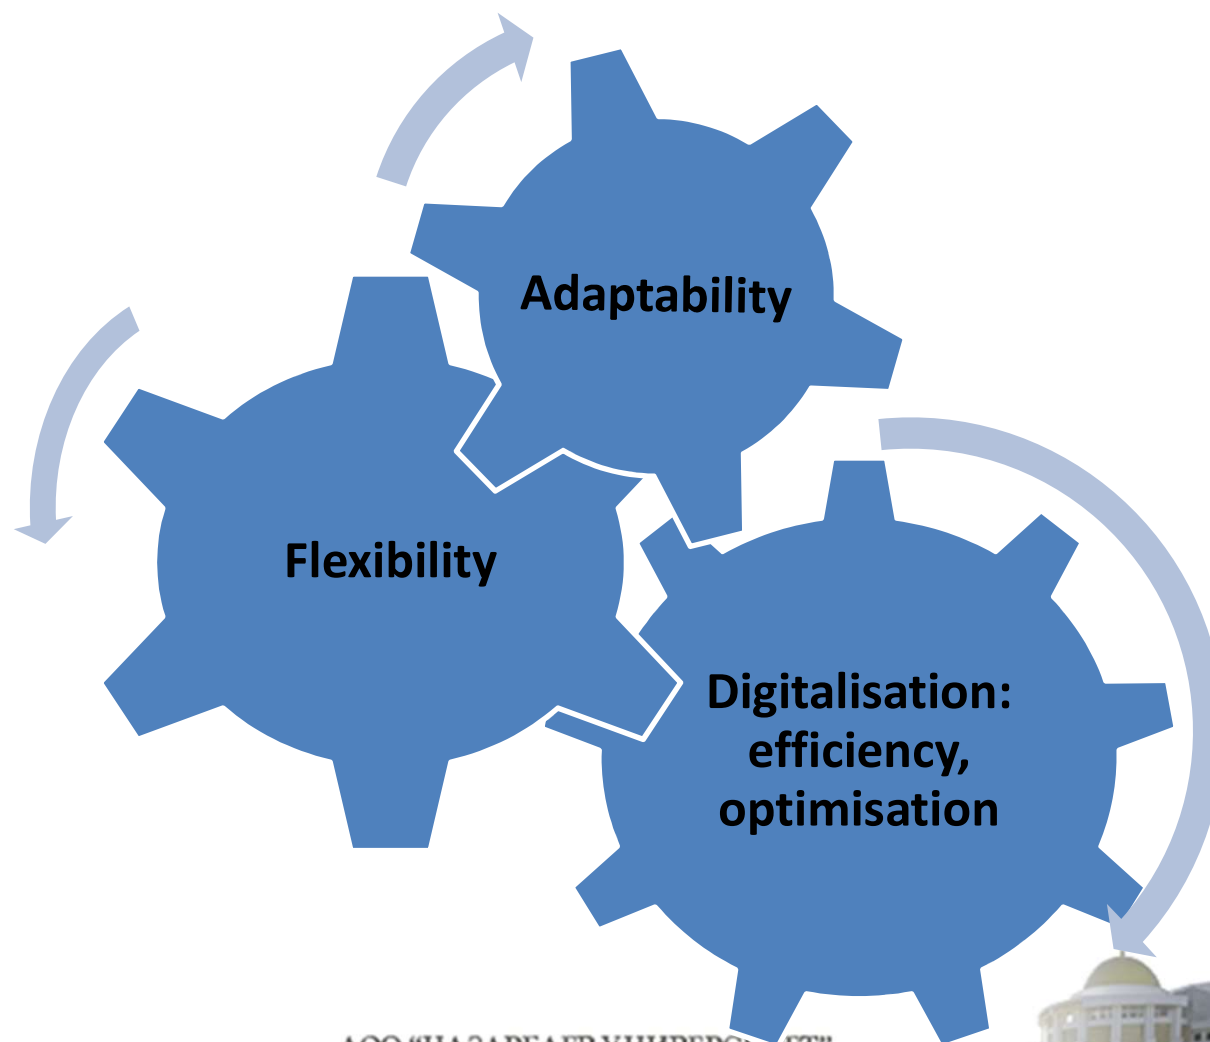 Adaptability
Flexibility
Digitalisation:
efficiency,
optimisation